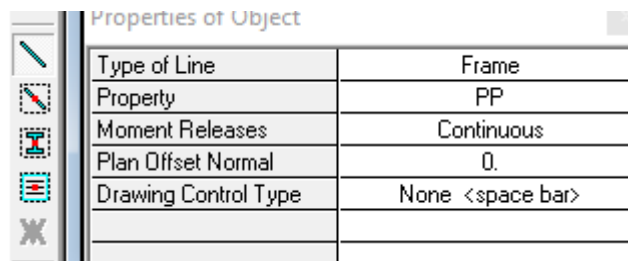 Properties of Object
Type of Line Frame
Property PP
Moment Releases Continuous
Plan Offset Normal 0.
Drawing Control Type None <space bar>